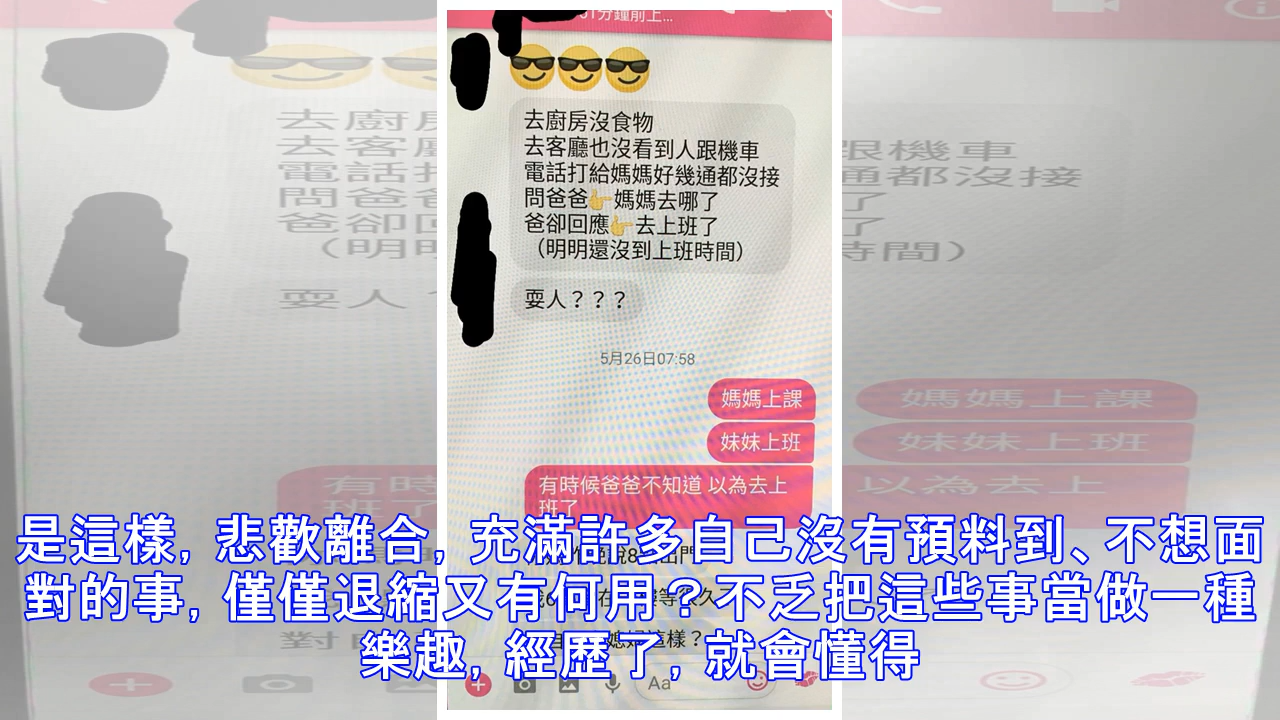 51分鐘前上...
去廚房沒食物
去客廳也沒看到人跟機車
電話打給媽媽好幾通都沒接
問爸爸👉媽媽去哪了
爸卻回應👉去上班了
（明明還沒到上班時間）
耍人？？？
5月26日07:58
媽媽上課
妹妹上班
有時候爸爸不知道 以為去上
班了
是這樣, 悲歡離合, 充滿許多自己沒有預料到、不想面
對的事, 僅僅退縮又有何用？不乏把這些事當做一種
樂趣, 經歷了, 就會懂得
Aa